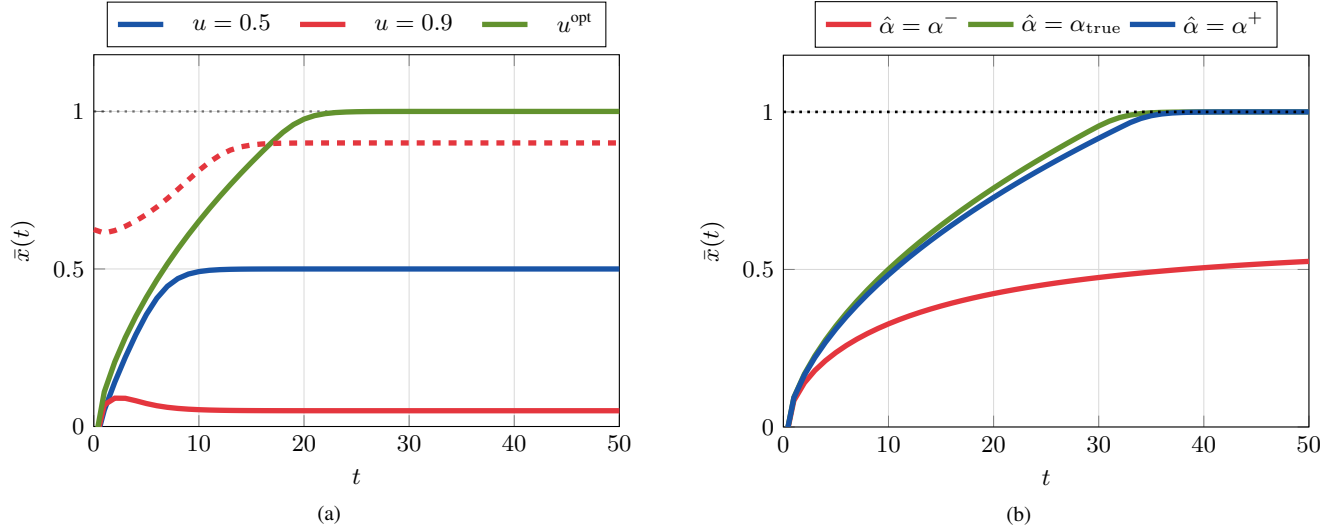 u = 0.5 u = 0.9 u^opt
1
0.5
0
x̄(t)
0 10 20 30 40 50
t
(a)
α̂ = α⁻ α̂ = α_true α̂ = α⁺
1
0.5
0
x̄(t)
0 10 20 30 40 50
t
(b)